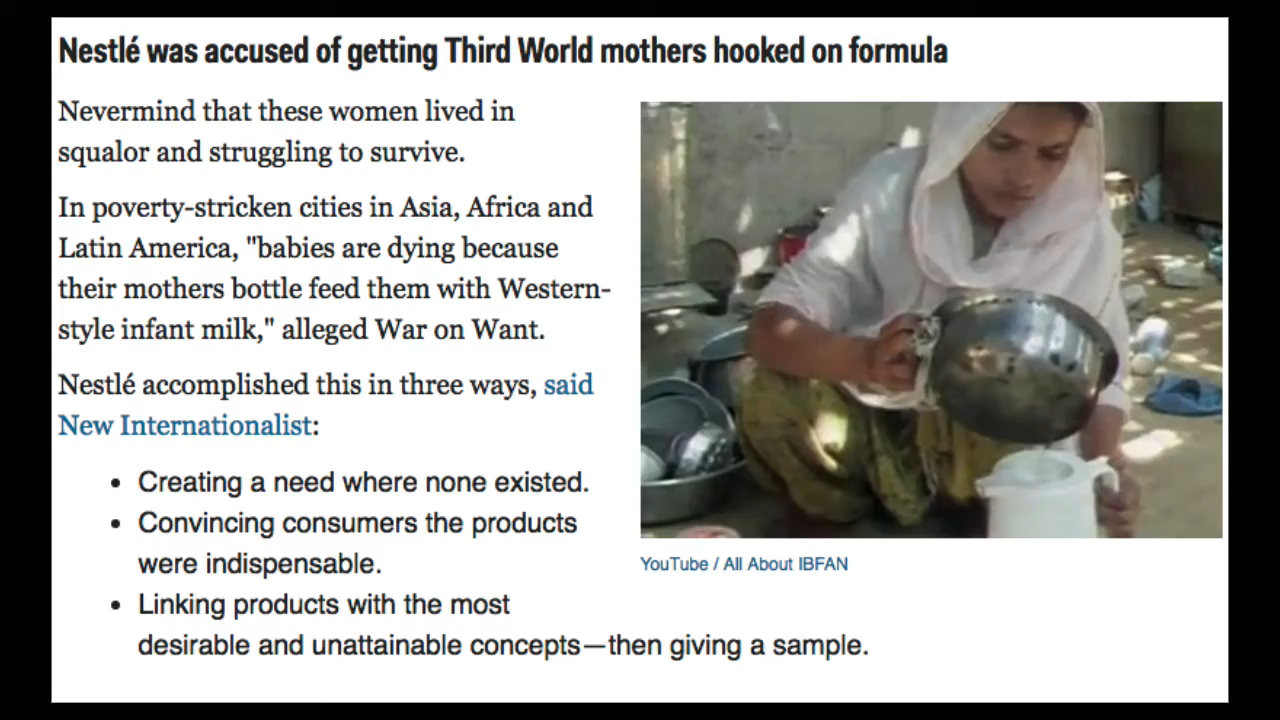 Nestlé was accused of getting Third World mothers hooked on formula
Nevermind that these women lived in
squalor and struggling to survive.
In poverty-stricken cities in Asia, Africa and
Latin America, "babies are dying because
their mothers bottle feed them with Western-
style infant milk," alleged War on Want.
Nestlé accomplished this in three ways, said
New Internationalist:
• Creating a need where none existed.
• Convincing consumers the products
were indispensable.
• Linking products with the most
desirable and unattainable concepts—then giving a sample.
YouTube / All About IBFAN